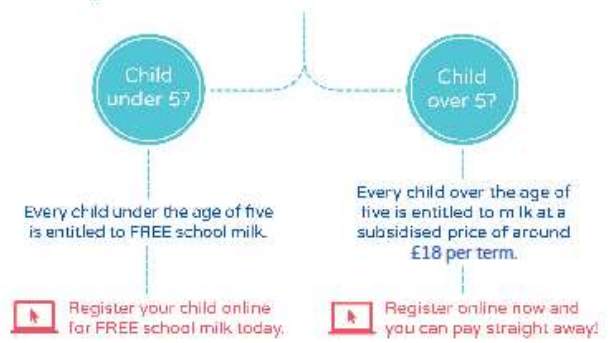 Child
under 5?
Every child under the age of five
is entitled to FREE school milk.
Register your child online
for FREE school milk today.
Child
over 5?
Every child over the age of
five is entitled to milk at a
subsidised price of around
£18 per term.
Register online now and
you can pay straight away!